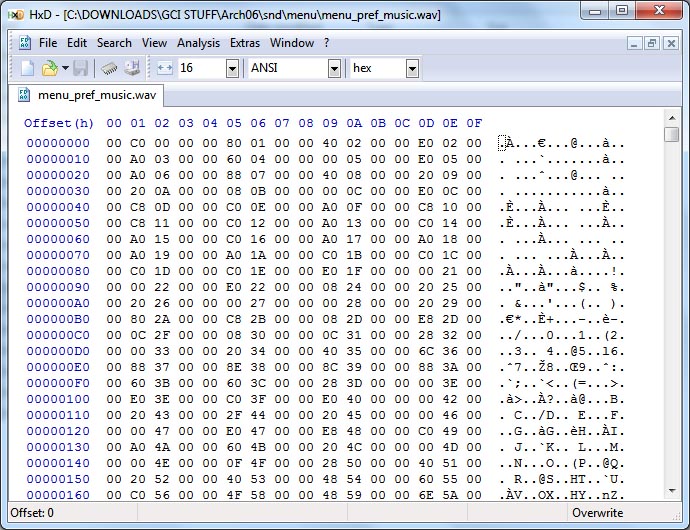 HxD - [C:\DOWNLOADS\GCI STUFF\Arch06\snd\menu\menu_pref_music.wav]
File Edit Search View Analysis Extras Window ?
16 ANSI hex
menu_pref_music.wav
Offset(h) 00 01 02 03 04 05 06 07 08 09 0A 0B 0C 0D 0E 0F
00000000 00 C0 00 00 00 80 01 00 00 40 02 00 00 E0 02 00 .À...€...@...à..
00000010 00 A0 03 00 00 60 04 00 00 00 05 00 00 E0 05 00 . ...`.......à..
00000020 00 A0 06 00 00 88 07 00 00 40 08 00 00 20 09 00 . ...ˆ...@... ..
00000030 00 20 0A 00 00 08 0B 00 00 00 0C 00 00 E0 0C 00 . ...........à..
00000040 00 C8 0D 00 00 C0 0E 00 00 A0 0F 00 00 C8 10 00 .È...À... ...È..
00000050 00 C8 11 00 00 C0 12 00 00 A0 13 00 00 C0 14 00 .È...À... ...À..
00000060 00 A0 15 00 00 C0 16 00 00 A0 17 00 00 A0 18 00 . ...À... ... ..
00000070 00 A0 19 00 00 A0 1A 00 00 C0 1B 00 00 C0 1C 00 . ... ...À...À..
00000080 00 C0 1D 00 00 C0 1E 00 00 E0 1F 00 00 00 21 00 .À...À...à....!.
00000090 00 00 22 00 00 E0 22 00 00 08 24 00 00 20 25 00 .."..à"...$.. %.
000000A0 00 20 26 00 00 00 27 00 00 00 28 00 00 20 29 00 . &...'...(.. ).
000000B0 00 80 2A 00 00 C8 2B 00 00 08 2D 00 00 E8 2D 00 .€*..È+...-..è-.
000000C0 00 0C 2F 00 00 08 30 00 00 0C 31 00 00 28 32 00 ../...0...1..(2.
000000D0 00 00 33 00 00 20 34 00 00 40 35 00 00 6C 36 00 ..3.. 4..@5..l6.
000000E0 00 88 37 00 00 8E 38 00 00 8C 39 00 00 88 3A 00 .ˆ7..Ž8..Œ9..ˆ:.
000000F0 00 60 3B 00 00 60 3C 00 00 28 3D 00 00 00 3E 00 .`;..`<..(=...>.
00000100 00 E0 3E 00 00 C0 3F 00 00 E0 40 00 00 00 42 00 .à>..À?..à@...B.
00000110 00 20 43 00 00 2F 44 00 00 20 45 00 00 00 46 00 . C../D.. E...F.
00000120 00 00 47 00 00 E0 47 00 00 E8 48 00 00 C0 49 00 ..G..àG..èH..ÀI.
00000130 00 A0 4A 00 00 60 4B 00 00 20 4C 00 00 00 4D 00 . J..`K.. L...M.
00000140 00 00 4E 00 00 0F 4F 00 00 28 50 00 00 40 51 00 ..N...O..(P..@Q.
00000150 00 20 52 00 00 40 53 00 00 48 54 00 00 60 55 00 . R..@S..HT..`U.
00000160 00 C0 56 00 00 4F 58 00 00 48 59 00 00 6E 5A 00 .ÀV..OX..HY..nZ.
Offset: 0 Overwrite